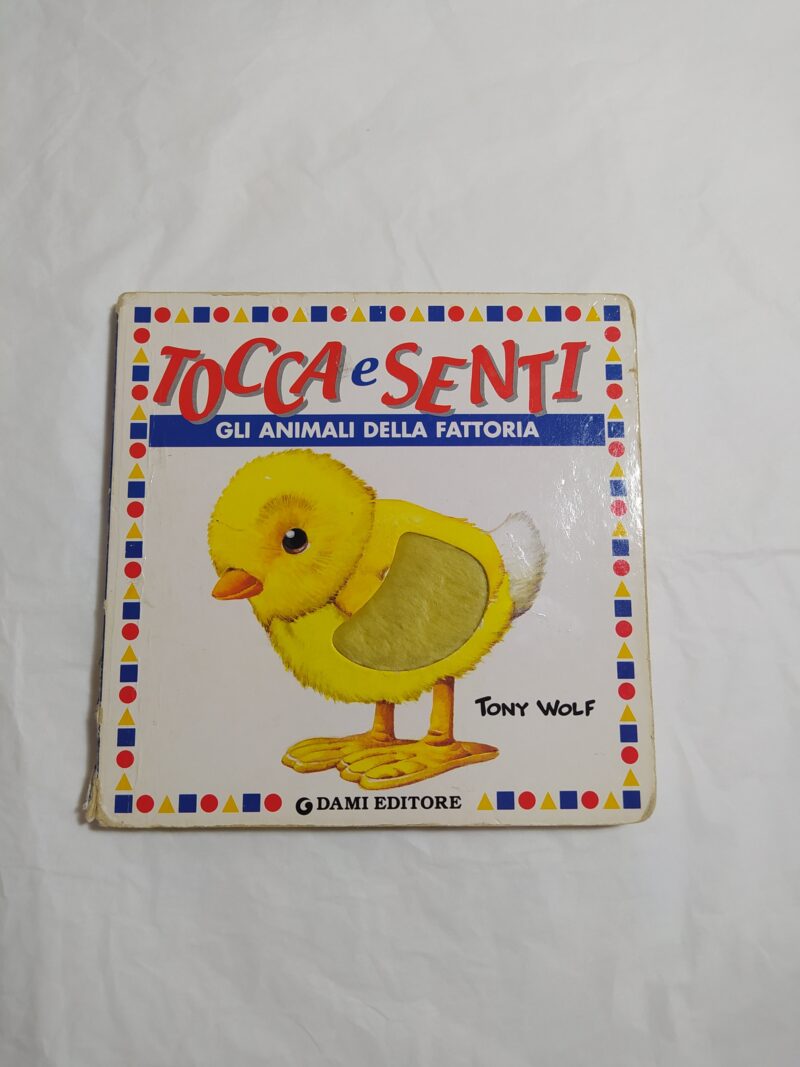 TOCCA e SENTI
GLI ANIMALI DELLA FATTORIA
TONY WOLF
DAMI EDITORE